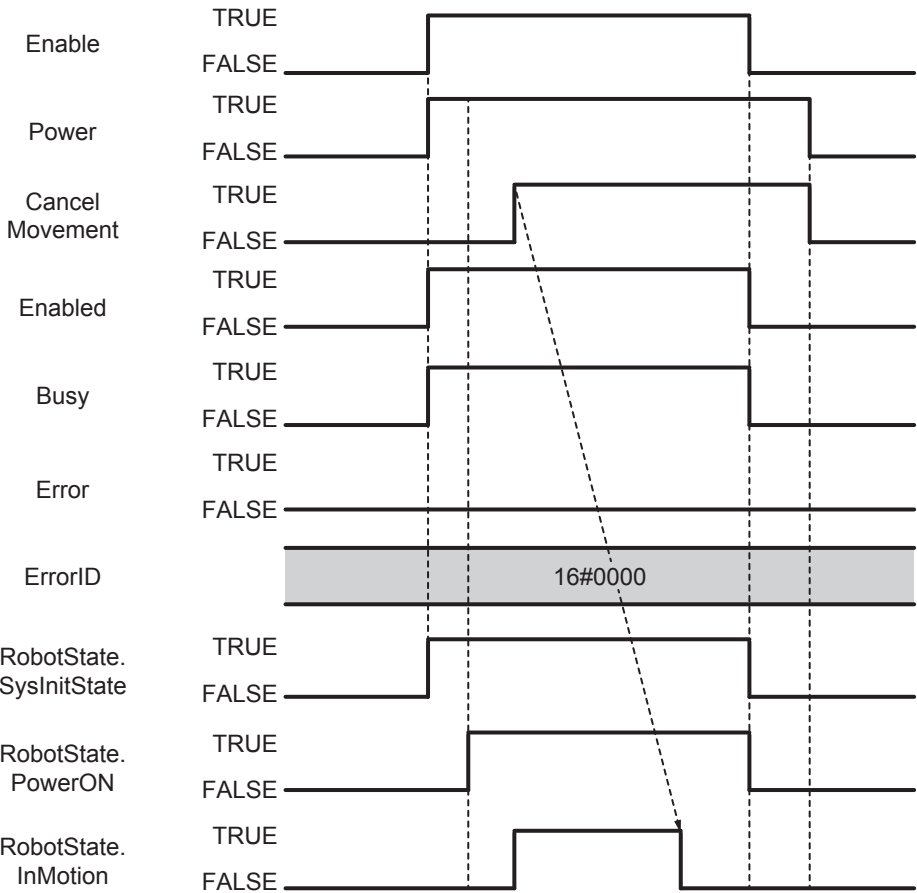 Enable
TRUE
FALSE
Power
TRUE
FALSE
Cancel
Movement
TRUE
FALSE
Enabled
TRUE
FALSE
Busy
TRUE
FALSE
Error
TRUE
FALSE
ErrorID
16#0000
RobotState.
SysInitState
TRUE
FALSE
RobotState.
PowerON
TRUE
FALSE
RobotState.
InMotion
TRUE
FALSE